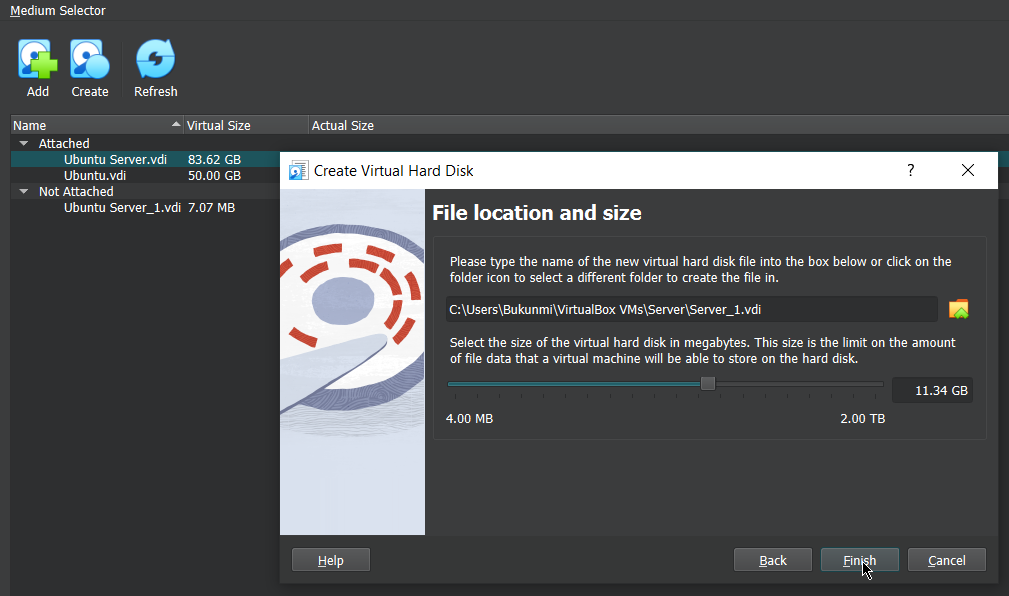 Medium Selector
Add Create Refresh
Name Virtual Size Actual Size
Attached
Ubuntu Server.vdi 83.62 GB
Ubuntu.vdi 50.00 GB
Not Attached
Ubuntu Server_1.vdi 7.07 MB
Create Virtual Hard Disk ?
File location and size
Please type the name of the new virtual hard disk file into the box below or click on the
folder icon to select a different folder to create the file in.
C:\Users\Bukunmi\VirtualBox VMs\Server\Server_1.vdi
Select the size of the virtual hard disk in megabytes. This size is the limit on the amount
of file data that a virtual machine will be able to store on the hard disk.
11.34 GB
4.00 MB 2.00 TB
Help Back Finish Cancel